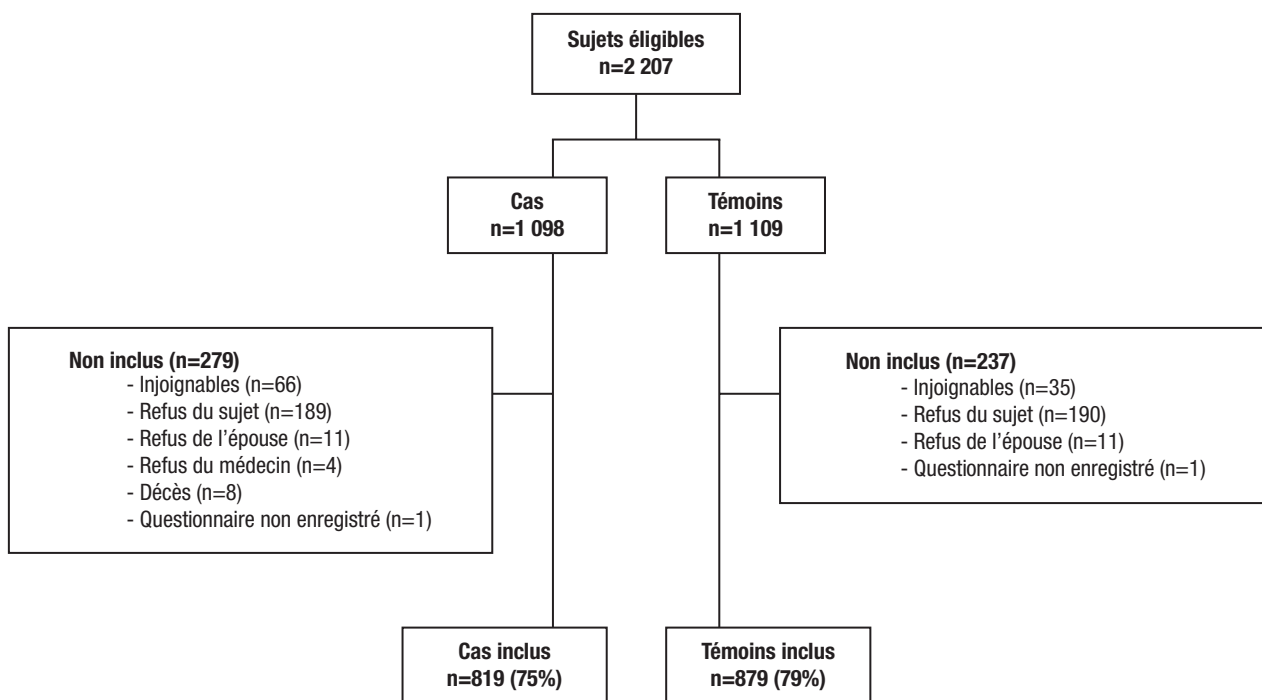 Sujets éligibles
n=2 207
Cas
n=1 098
Témoins
n=1 109
Non inclus (n=279)
- Injoignables (n=66)
- Refus du sujet (n=189)
- Refus de l’épouse (n=11)
- Refus du médecin (n=4)
- Décès (n=8)
- Questionnaire non enregistré (n=1)
Non inclus (n=237)
- Injoignables (n=35)
- Refus du sujet (n=190)
- Refus de l’épouse (n=11)
- Questionnaire non enregistré (n=1)
Cas inclus
n=819 (75%)
Témoins inclus
n=879 (79%)